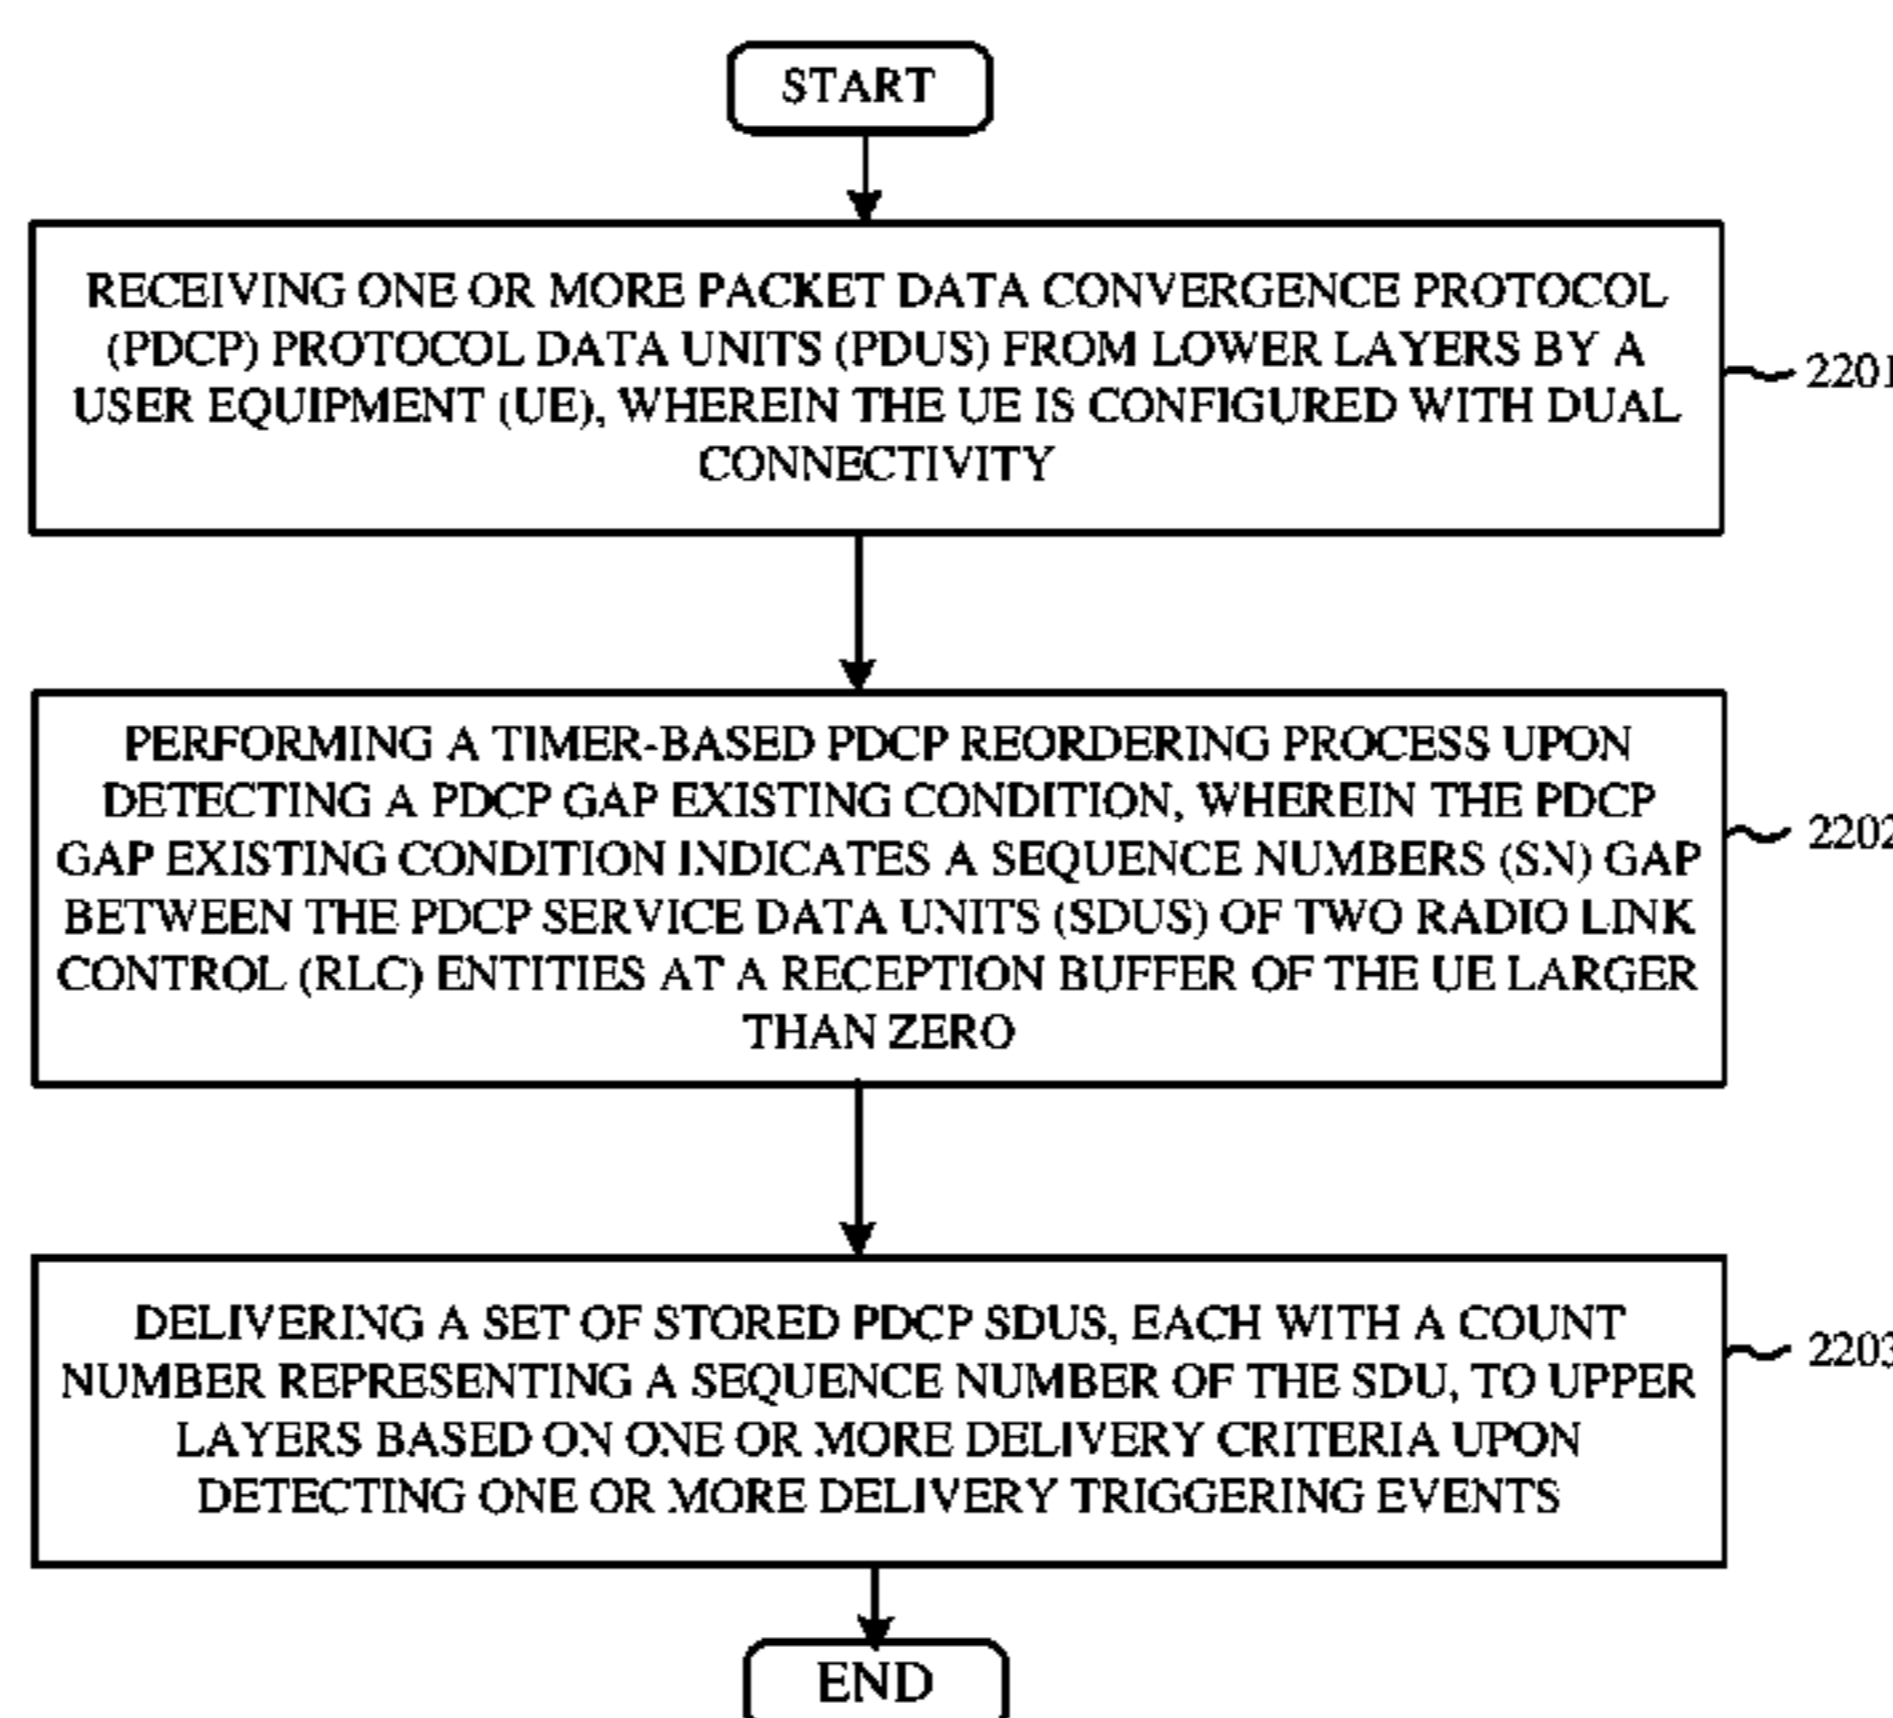 START
RECEIVING ONE OR MORE PACKET DATA CONVERGENCE PROTOCOL
(PDCP) PROTOCOL DATA UNITS (PDUS) FROM LOWER LAYERS BY A
USER EQUIPMENT (UE), WHEREIN THE UE IS CONFIGURED WITH DUAL
CONNECTIVITY
2201
PERFORMING A TIMER-BASED PDCP REORDERING PROCESS UPON
DETECTING A PDCP GAP EXISTING CONDITION, WHEREIN THE PDCP
GAP EXISTING CONDITION INDICATES A SEQUENCE NUMBERS (SN) GAP
BETWEEN THE PDCP SERVICE DATA UNITS (SDUS) OF TWO RADIO LINK
CONTROL (RLC) ENTITIES AT A RECEPTION BUFFER OF THE UE LARGER
THAN ZERO
2202
DELIVERING A SET OF STORED PDCP SDUS, EACH WITH A COUNT
NUMBER REPRESENTING A SEQUENCE NUMBER OF THE SDU, TO UPPER
LAYERS BASED ON ONE OR MORE DELIVERY CRITERIA UPON
DETECTING ONE OR MORE DELIVERY TRIGGERING EVENTS
2203
END